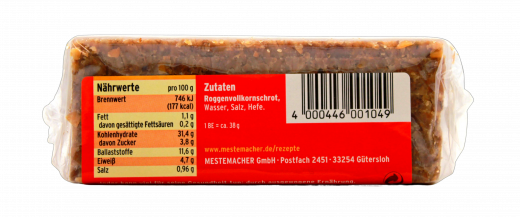 Nährwerte pro 100 g
Brennwert 746 kJ
(177 kcal)
Fett 1,1 g
davon gesättigte Fettsäuren 0,2 g
Kohlenhydrate 31,4 g
davon Zucker 3,8 g
Ballaststoffe 11,6 g
Eiweiß 4,7 g
Salz 0,96 g
Zutaten
Roggenvollkornschrot,
Wasser, Salz, Hefe.
1 BE = ca. 38 g
4 000446 001049
www.mestemacher.de/rezepte
MESTEMACHER GmbH · Postfach 2451 · 33254 Gütersloh